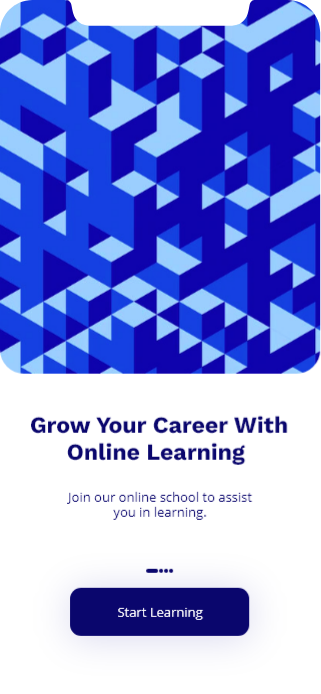 Grow Your Career With
Online Learning
Join our online school to assist
you in learning.
Start Learning